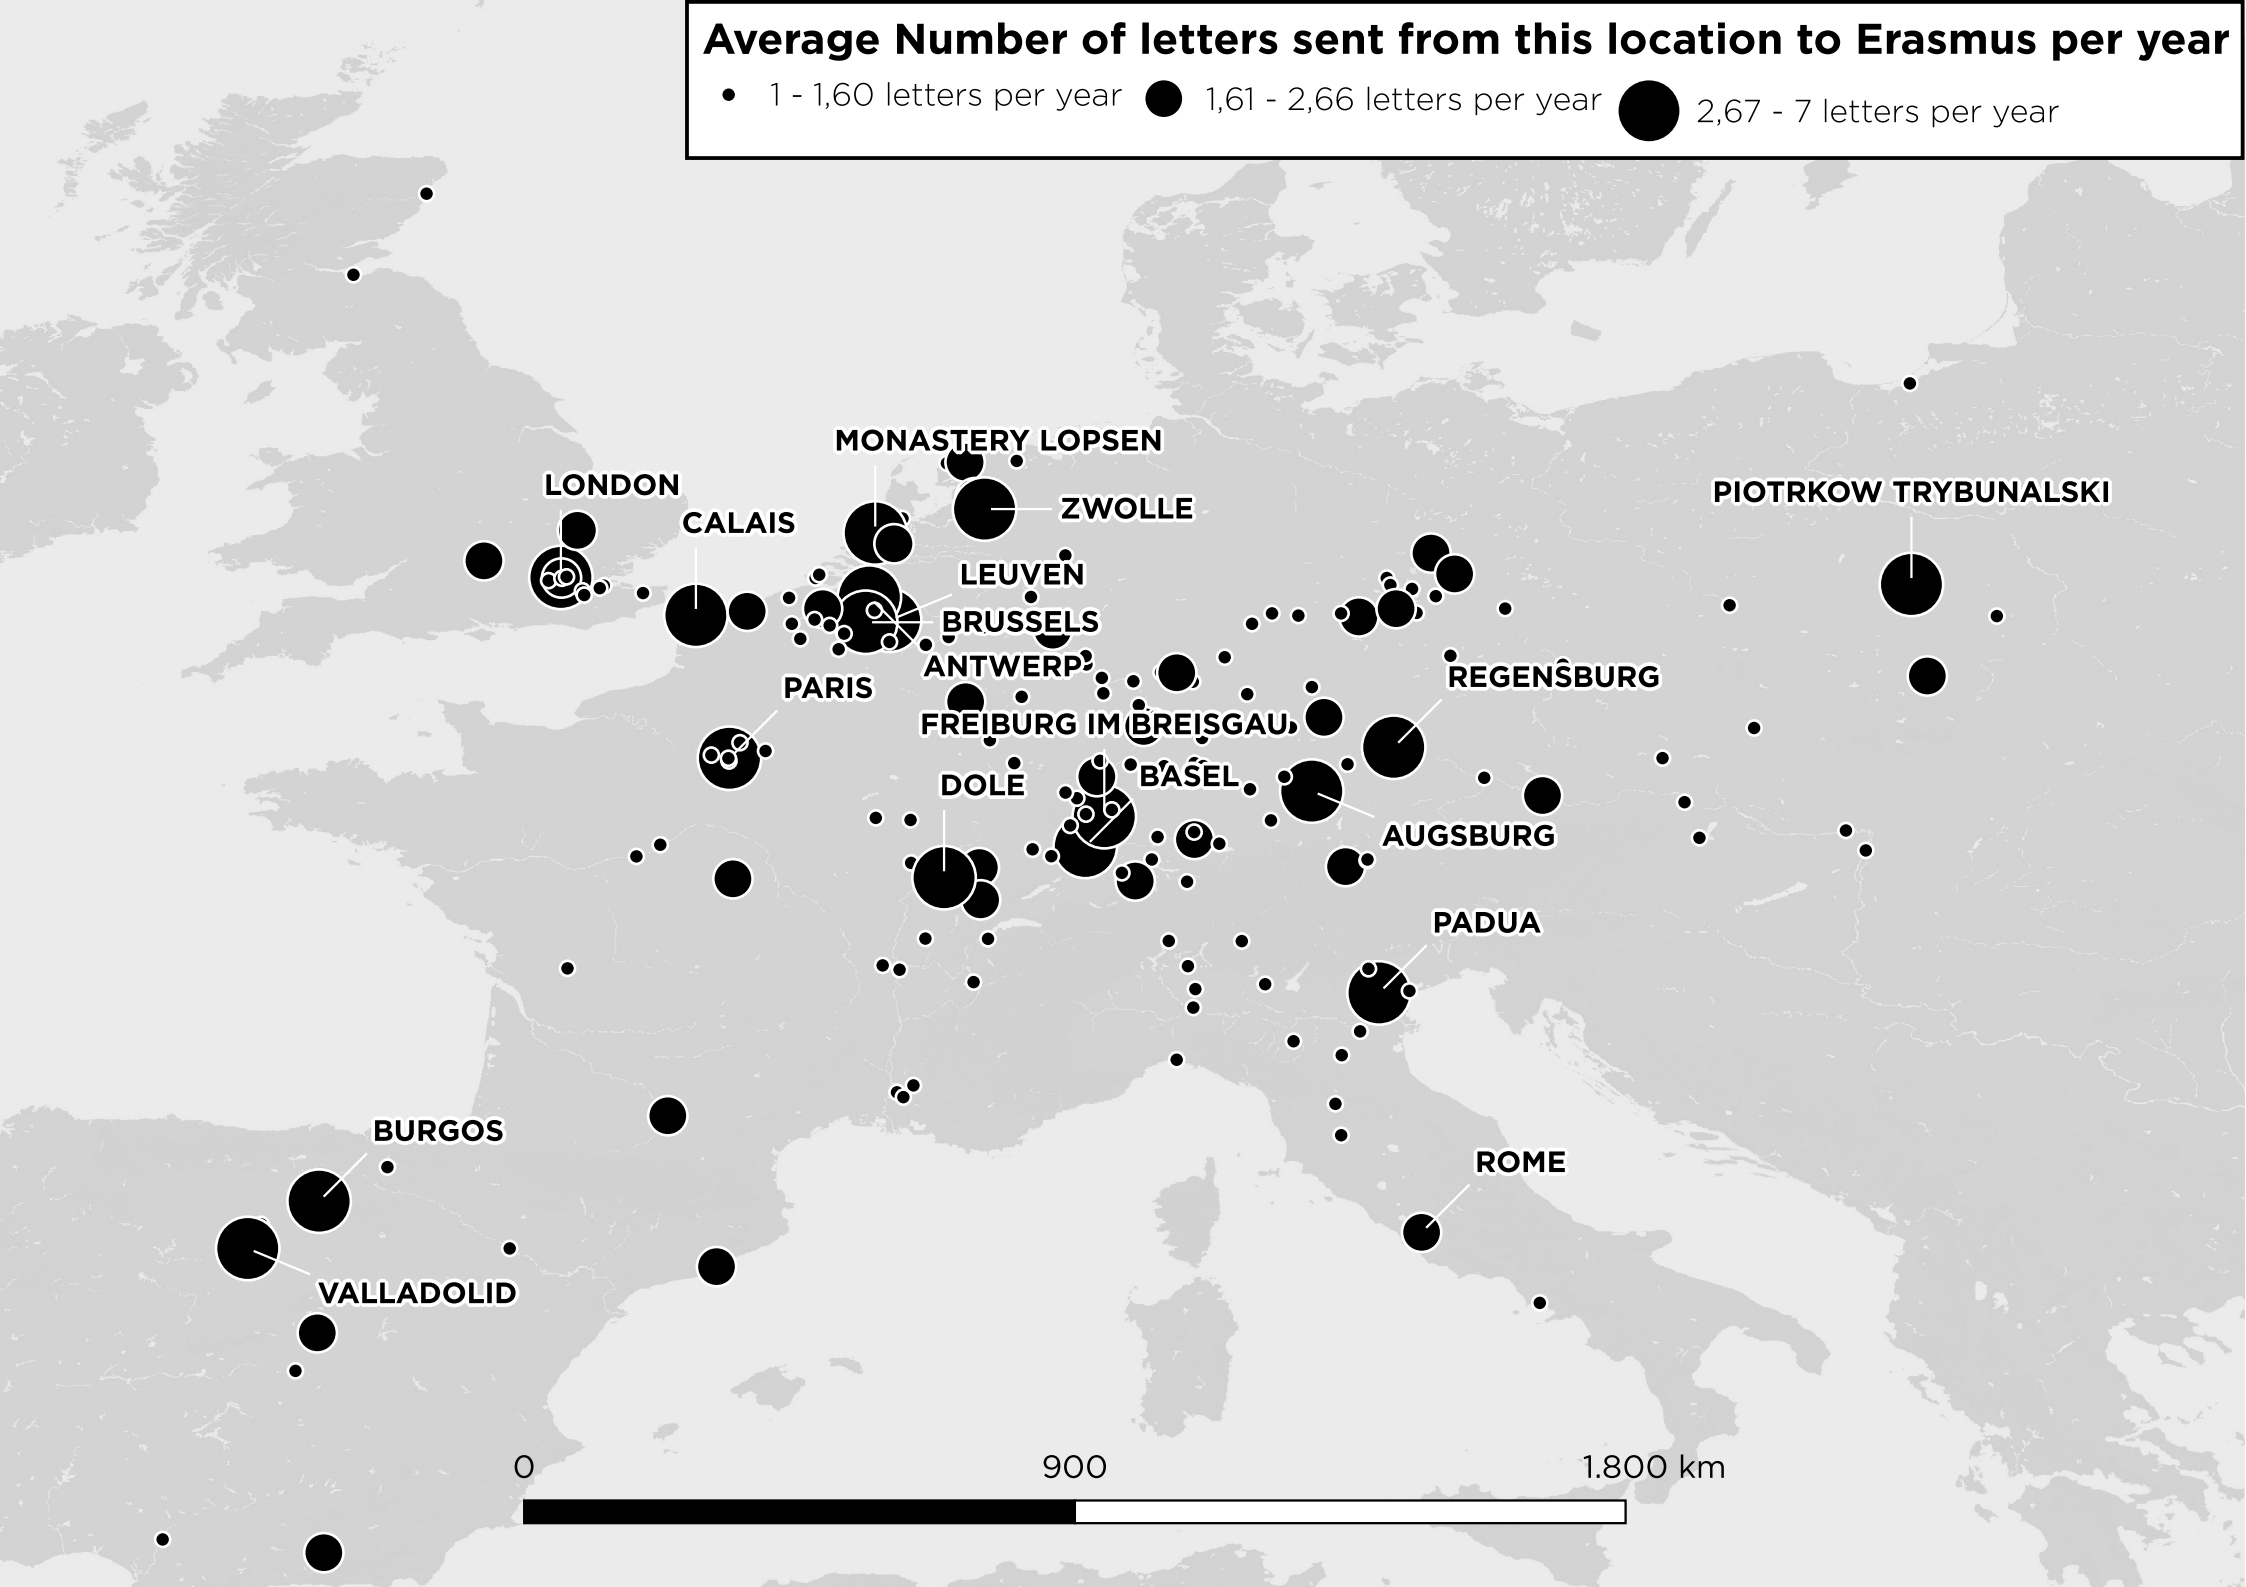 Average Number of letters sent from this location to Erasmus per year
1 - 1,60 letters per year
1,61 - 2,66 letters per year
2,67 - 7 letters per year
MONASTERY LOPSEN
LONDON
PIOTRKOW TRYBUNALSKI
ZWOLLE
CALAIS
LEUVEN
BRUSSELS
ANTWERP
REGENSBURG
PARIS
FREIBURG IM BREISGAU
BASEL
DOLE
AUGSBURG
PADUA
BURGOS
ROME
VALLADOLID
0 900 1.800 km